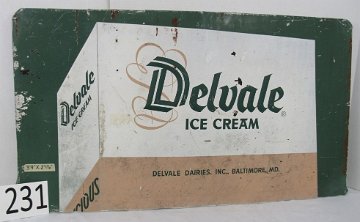 Delvale
ICE CREAM
®
DELVALE DAIRIES, INC., BALTIMORE, MD.
Delvale
ICE CREAM
231